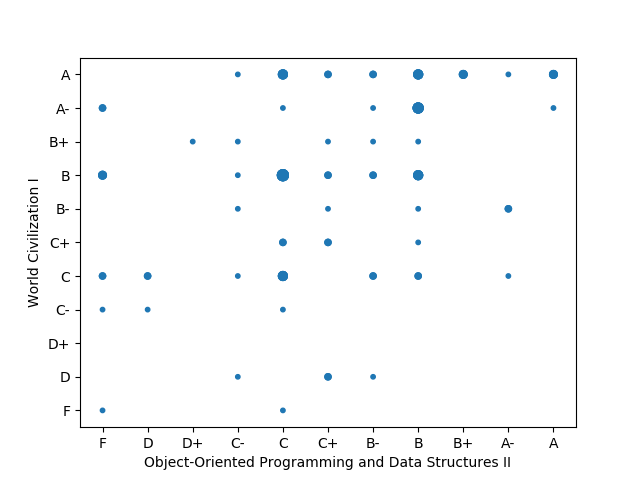 A
A-
B+
B
B-
C+
C
C-
D+
D
F
World Civilization I
F D D+ C- C C+ B- B B+ A- A
Object-Oriented Programming and Data Structures II